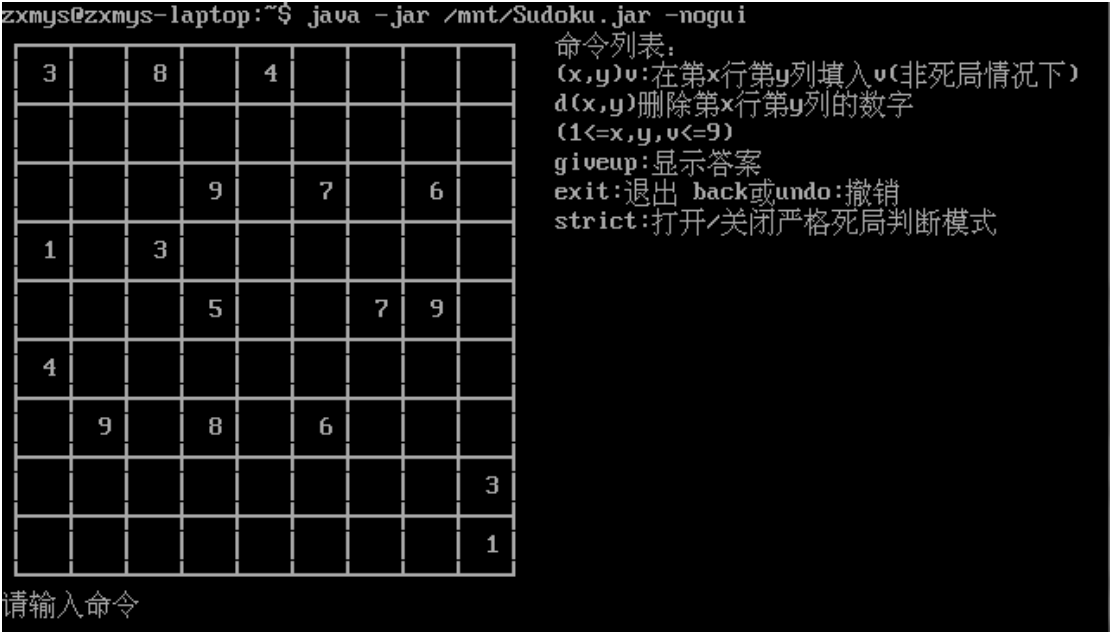 zxmys@zxmys-laptop:~$ java -jar /mnt/Sudoku.jar -nogui
命令列表:
(x,y)v:在第x行第y列填入v(非死局情况下)
d(x,y)删除第x行第y列的数字
(1<=x,y,v<=9)
giveup:显示答案
exit:退出 back或undo:撤销
strict:打开/关闭严格死局判断模式
3 8 4
9 7 6
1 3
5 7 9
4
9 8 6
3
1
请输入命令